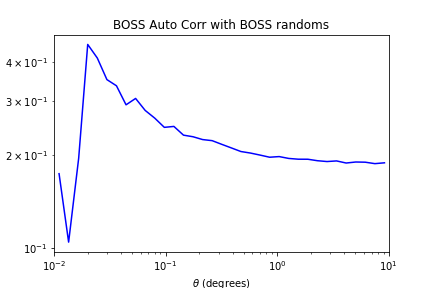 BOSS Auto Corr with BOSS randoms
4 × 10⁻¹
3 × 10⁻¹
2 × 10⁻¹
10⁻¹
10⁻² 10⁻¹ 10⁰ 10¹
θ (degrees)